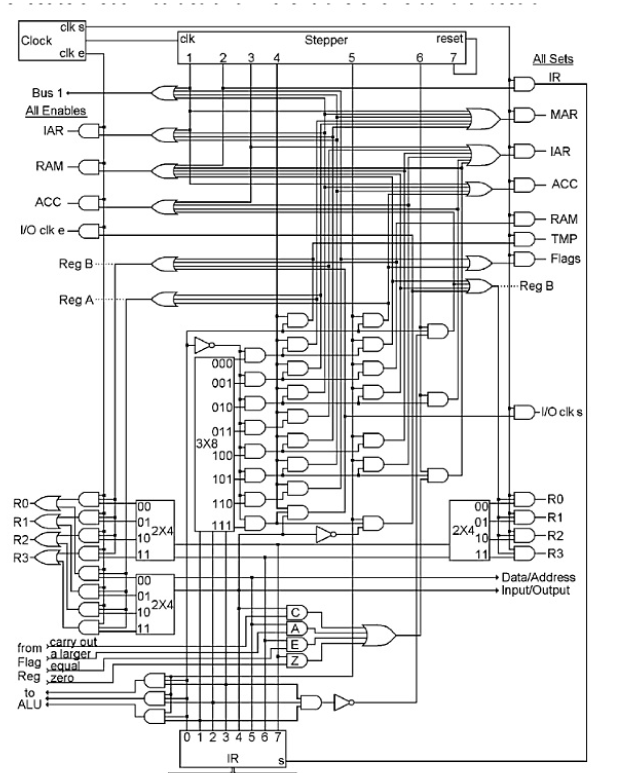 clk s
Clock
clk e
clk Stepper reset
1 2 3 4 5 6 7
All Sets
IR
Bus 1
All Enables
MAR
IAR
IAR
RAM
ACC
ACC
RAM
I/O clk e
TMP
Flags
Reg B
Reg B
Reg A
000
001
010
011
3X8
100
101
110
111
I/O clk s
R0
R1
R2
R3
00
01
10
11
2X4
00
01
10
11
2X4
00
01
10
11
2X4
R0
R1
R2
R3
Data/Address
Input/Output
from
Flag
Reg
carry out
a larger
equal
zero
C
A
E
Z
to
ALU
0 1 2 3 4 5 6 7
IR s